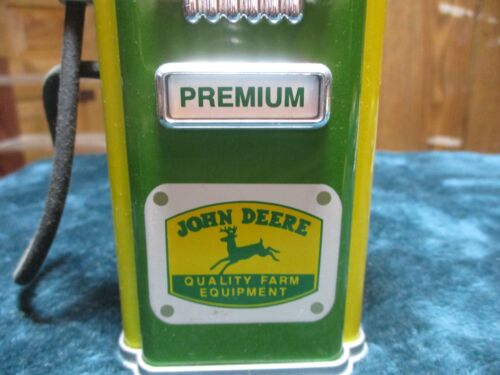 PREMIUM
JOHN DEERE
QUALITY FARM
EQUIPMENT